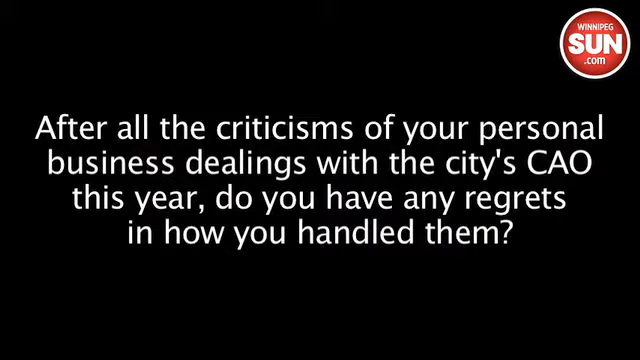 WINNIPEG
SUN
.com
After all the criticisms of your personal
business dealings with the city's CAO
this year, do you have any regrets
in how you handled them?